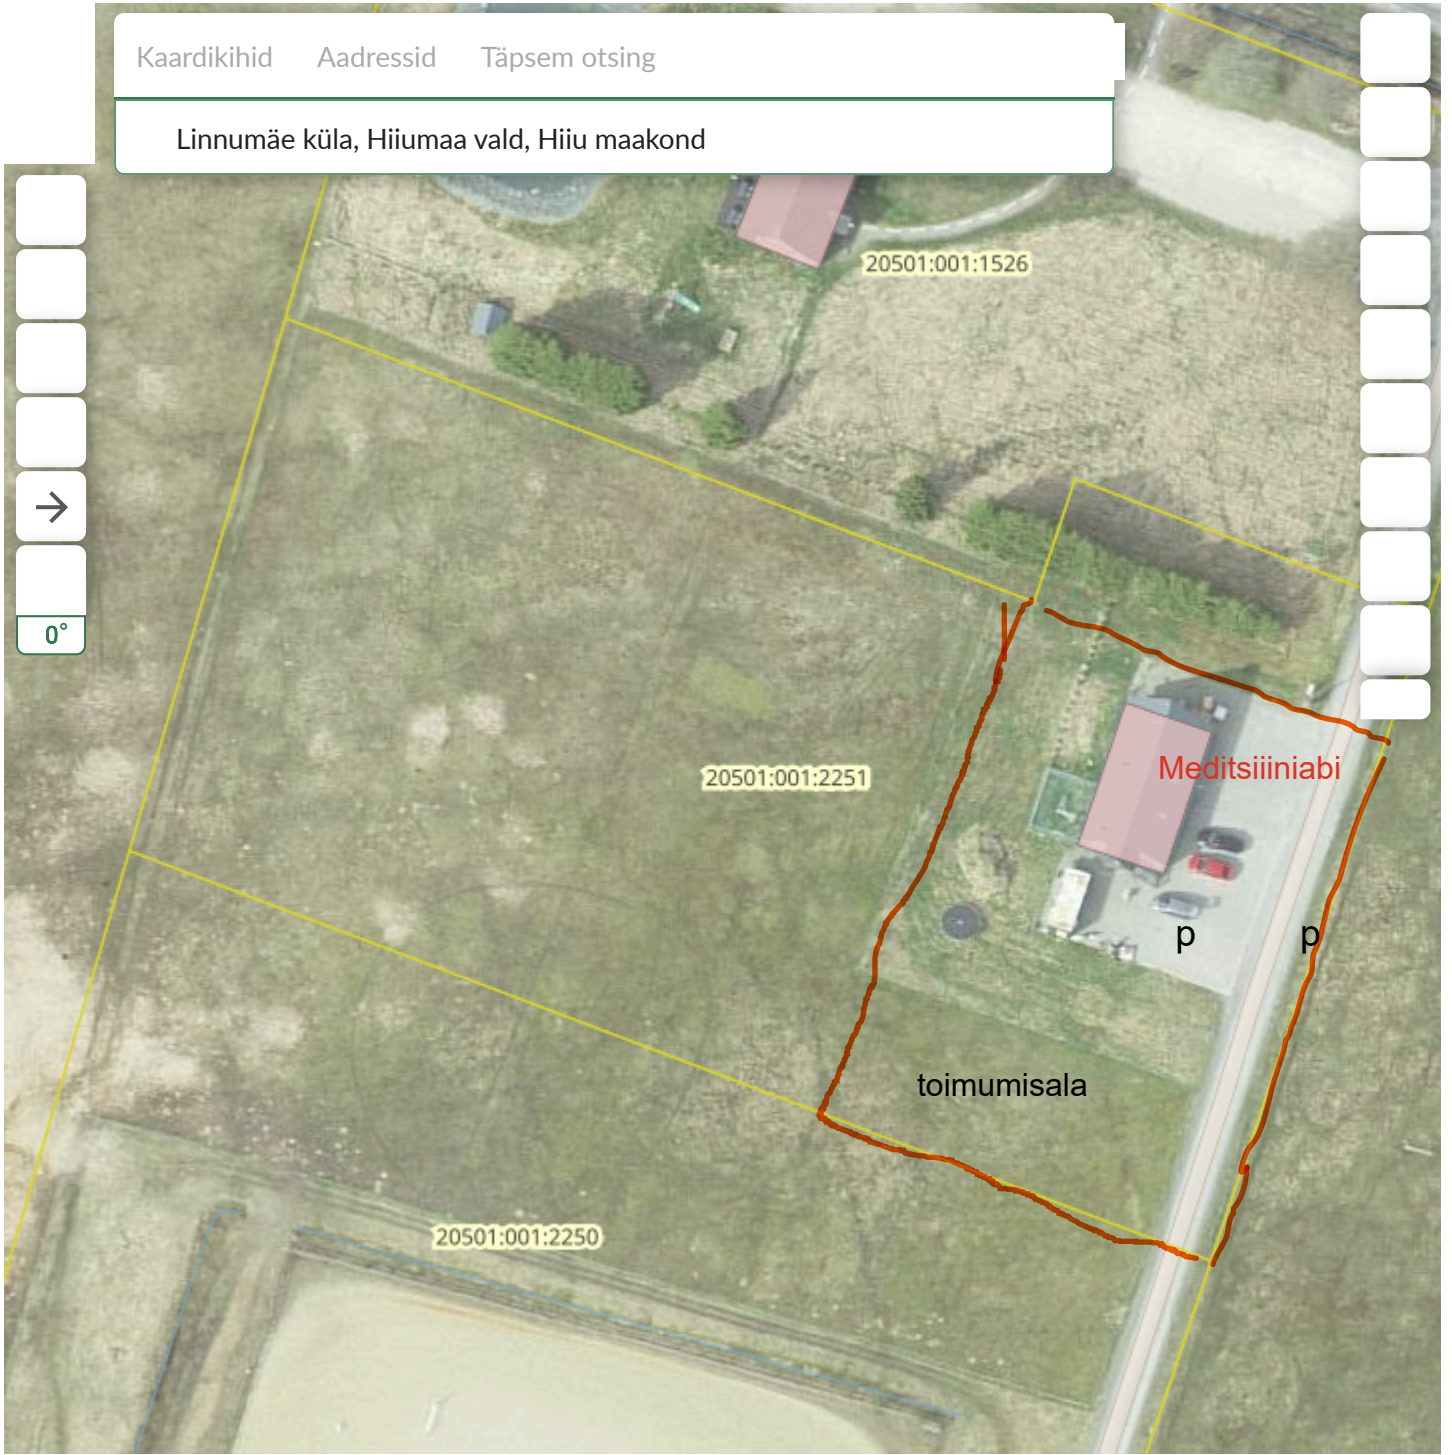 Kaardikihid Aadressid Täpsem otsing
Linnumäe küla, Hiiumaa vald, Hiiu maakond
20501:001:1526
0°
20501:001:2251
Meditsiiiniabi
p p
toimumisala
20501:001:2250